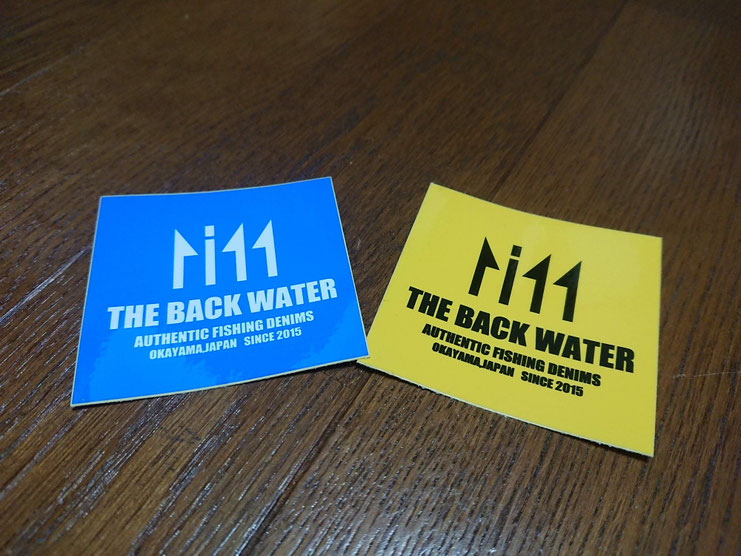 THE BACK WATER
AUTHENTIC FISHING DENIMS
OKAYAMA,JAPAN SINCE 2015
THE BACK WATER
AUTHENTIC FISHING DENIMS
OKAYAMA,JAPAN SINCE 2015